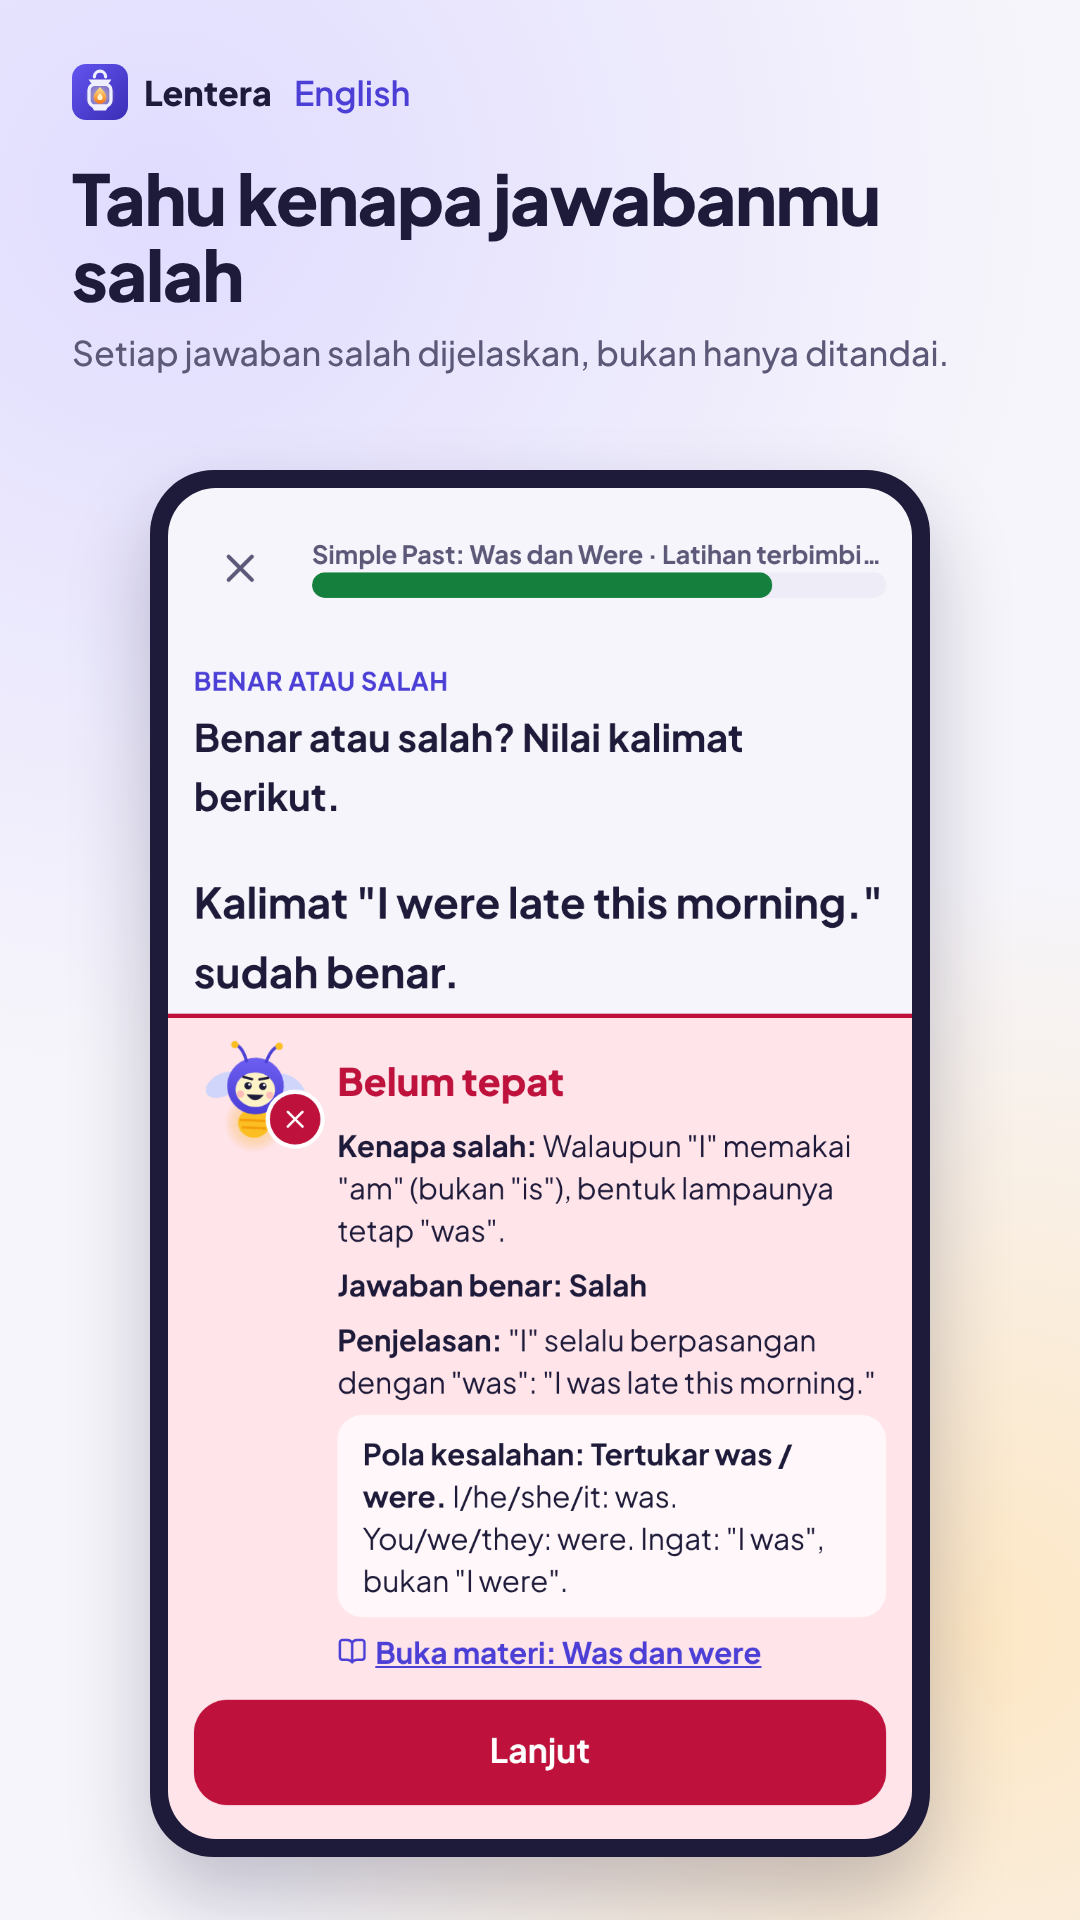 Lentera English
Tahu kenapa jawabanmu
salah
Setiap jawaban salah dijelaskan, bukan hanya ditandai.
Simple Past: Was dan Were · Latihan terbimbi...
BENAR ATAU SALAH
Benar atau salah? Nilai kalimat
berikut.
Kalimat "I were late this morning."
sudah benar.
Belum tepat
Kenapa salah: Walaupun "I" memakai
"am" (bukan "is"), bentuk lampaunya
tetap "was".
Jawaban benar: Salah
Penjelasan: "I" selalu berpasangan
dengan "was": "I was late this morning."
Pola kesalahan: Tertukar was /
were. I/he/she/it: was.
You/we/they: were. Ingat: "I was",
bukan "I were".
Buka materi: Was dan were
Lanjut